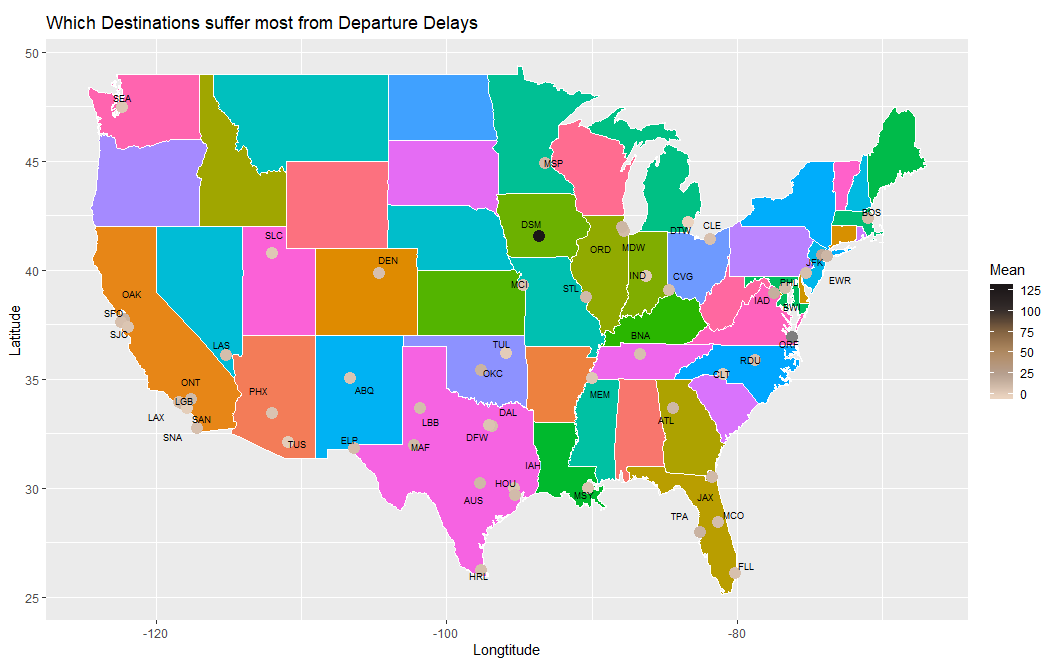 Which Destinations suffer most from Departure Delays
50
45
40
35
30
25
Latitude
-120
-100
-80
Longtitude
SEA
MSP
BOS
DSM
DTW
CLE
SLC
ORD
MDW
DEN
JFK
EWR
MCI
STL
IND
CVG
PHL
OAK
IAD
BWI
SFO
SJC
LAS
BNA
ORF
TUL
RDU
ONT
PHX
ABQ
OKC
CLT
LGB
MEM
LAX
SAN
LBB
DAL
ATL
SNA
TUS
ELP
MAF
DFW
IAH
HOU
AUS
MSY
JAX
TPA
MCO
HRL
FLL
Mean
125
100
75
50
25
0